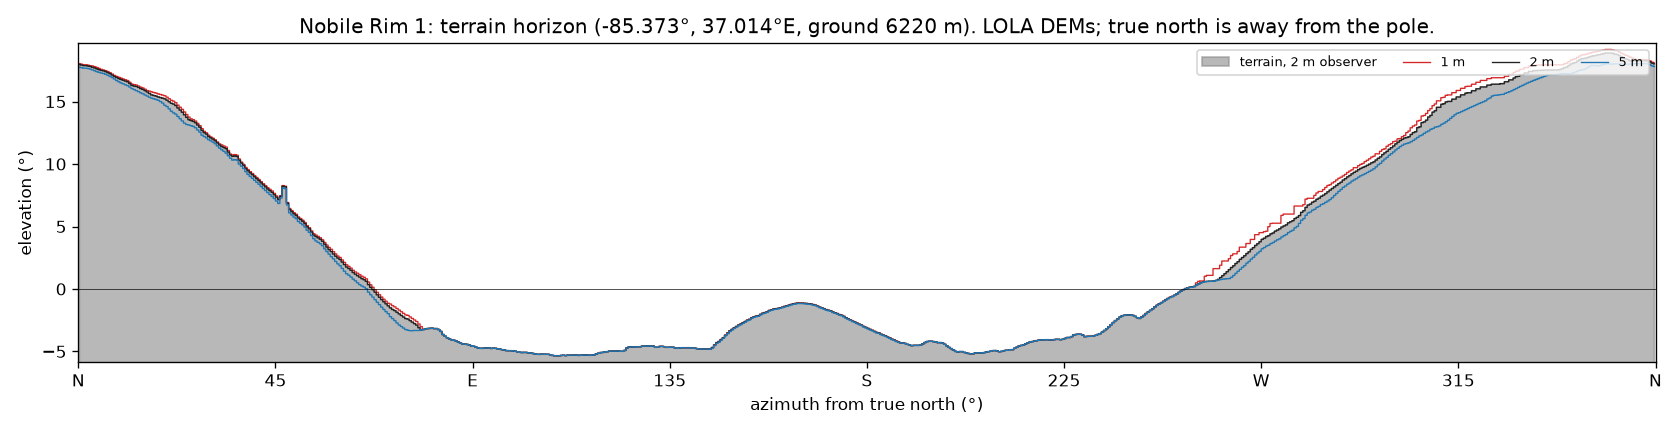 Nobile Rim 1: terrain horizon (-85.373°, 37.014°E, ground 6220 m). LOLA DEMs; true north is away from the pole.
terrain, 2 m observer 1 m 2 m 5 m
elevation (°)
15
10
5
0
−5
N 45 E 135 S 225 W 315 N
azimuth from true north (°)